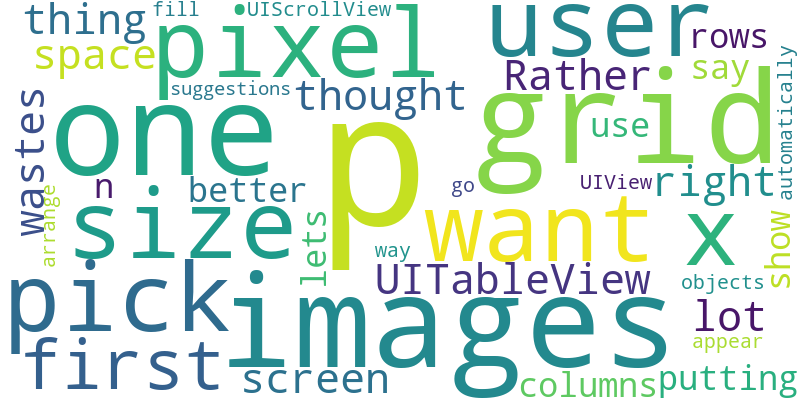 thing fill UIScrollView user
space pixel rows
suggestions thought Rather say
wastes one p grid use automatically
n better go UIView right
arrange size lets way want x show
pick UITableView objects
first images lot
screen columns putting appear